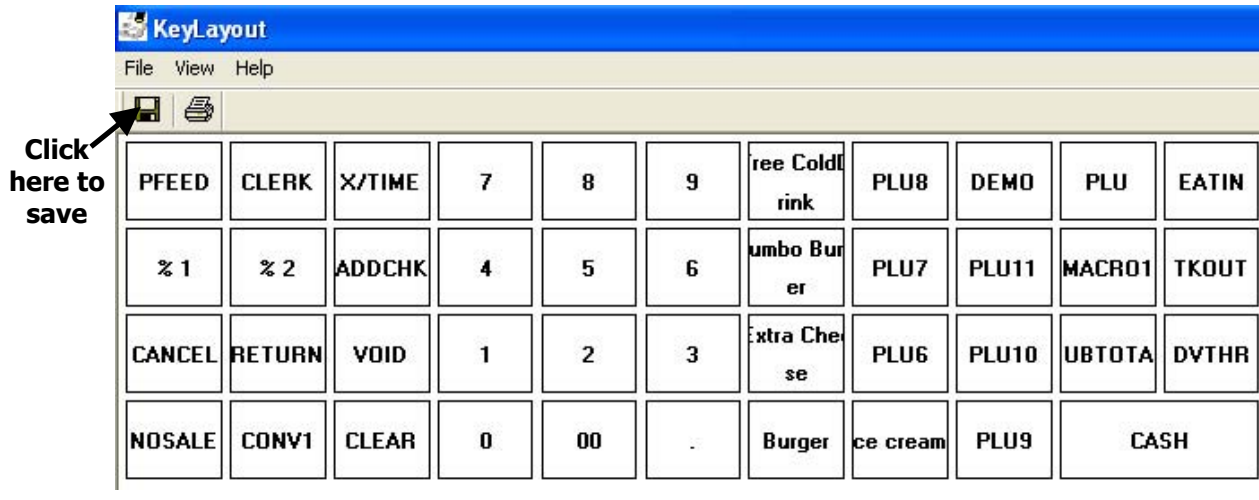 KeyLayout
File View Help
Click
here to
save
PFEED CLERK X/TIME 7 8 9 ree ColdD
rink PLU8 DEMO PLU EATIN
% 1 % 2 ADDCHK 4 5 6 umbo Bur
er PLU7 PLU11 MACRO1 TKOUT
CANCEL RETURN VOID 1 2 3 xtra Che
se PLU6 PLU10 UBTOTA DVTHR
NOSALE CONV1 CLEAR 0 00 . Burger ce cream PLU9 CASH